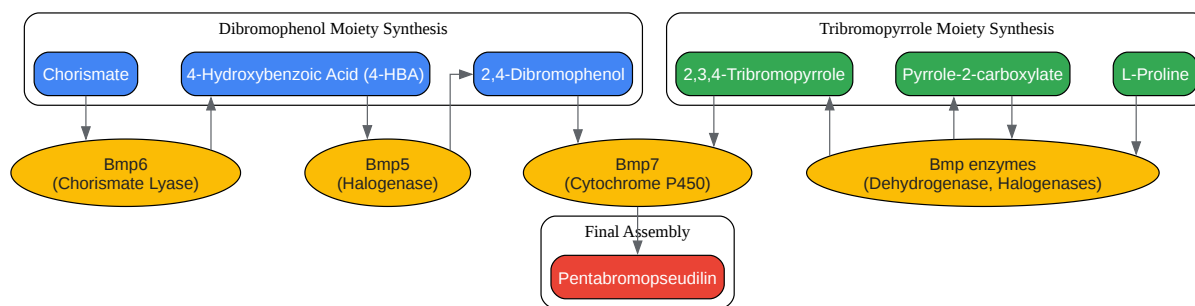 Dibromophenol Moiety Synthesis
Tribromopyrrole Moiety Synthesis
Chorismate
4-Hydroxybenzoic Acid (4-HBA)
2,4-Dibromophenol
2,3,4-Tribromopyrrole
Pyrrole-2-carboxylate
L-Proline
Bmp6
(Chorismate Lyase)
Bmp5
(Halogenase)
Bmp7
(Cytochrome P450)
Bmp enzymes
(Dehydrogenase, Halogenases)
Final Assembly
Pentabromopseudilin